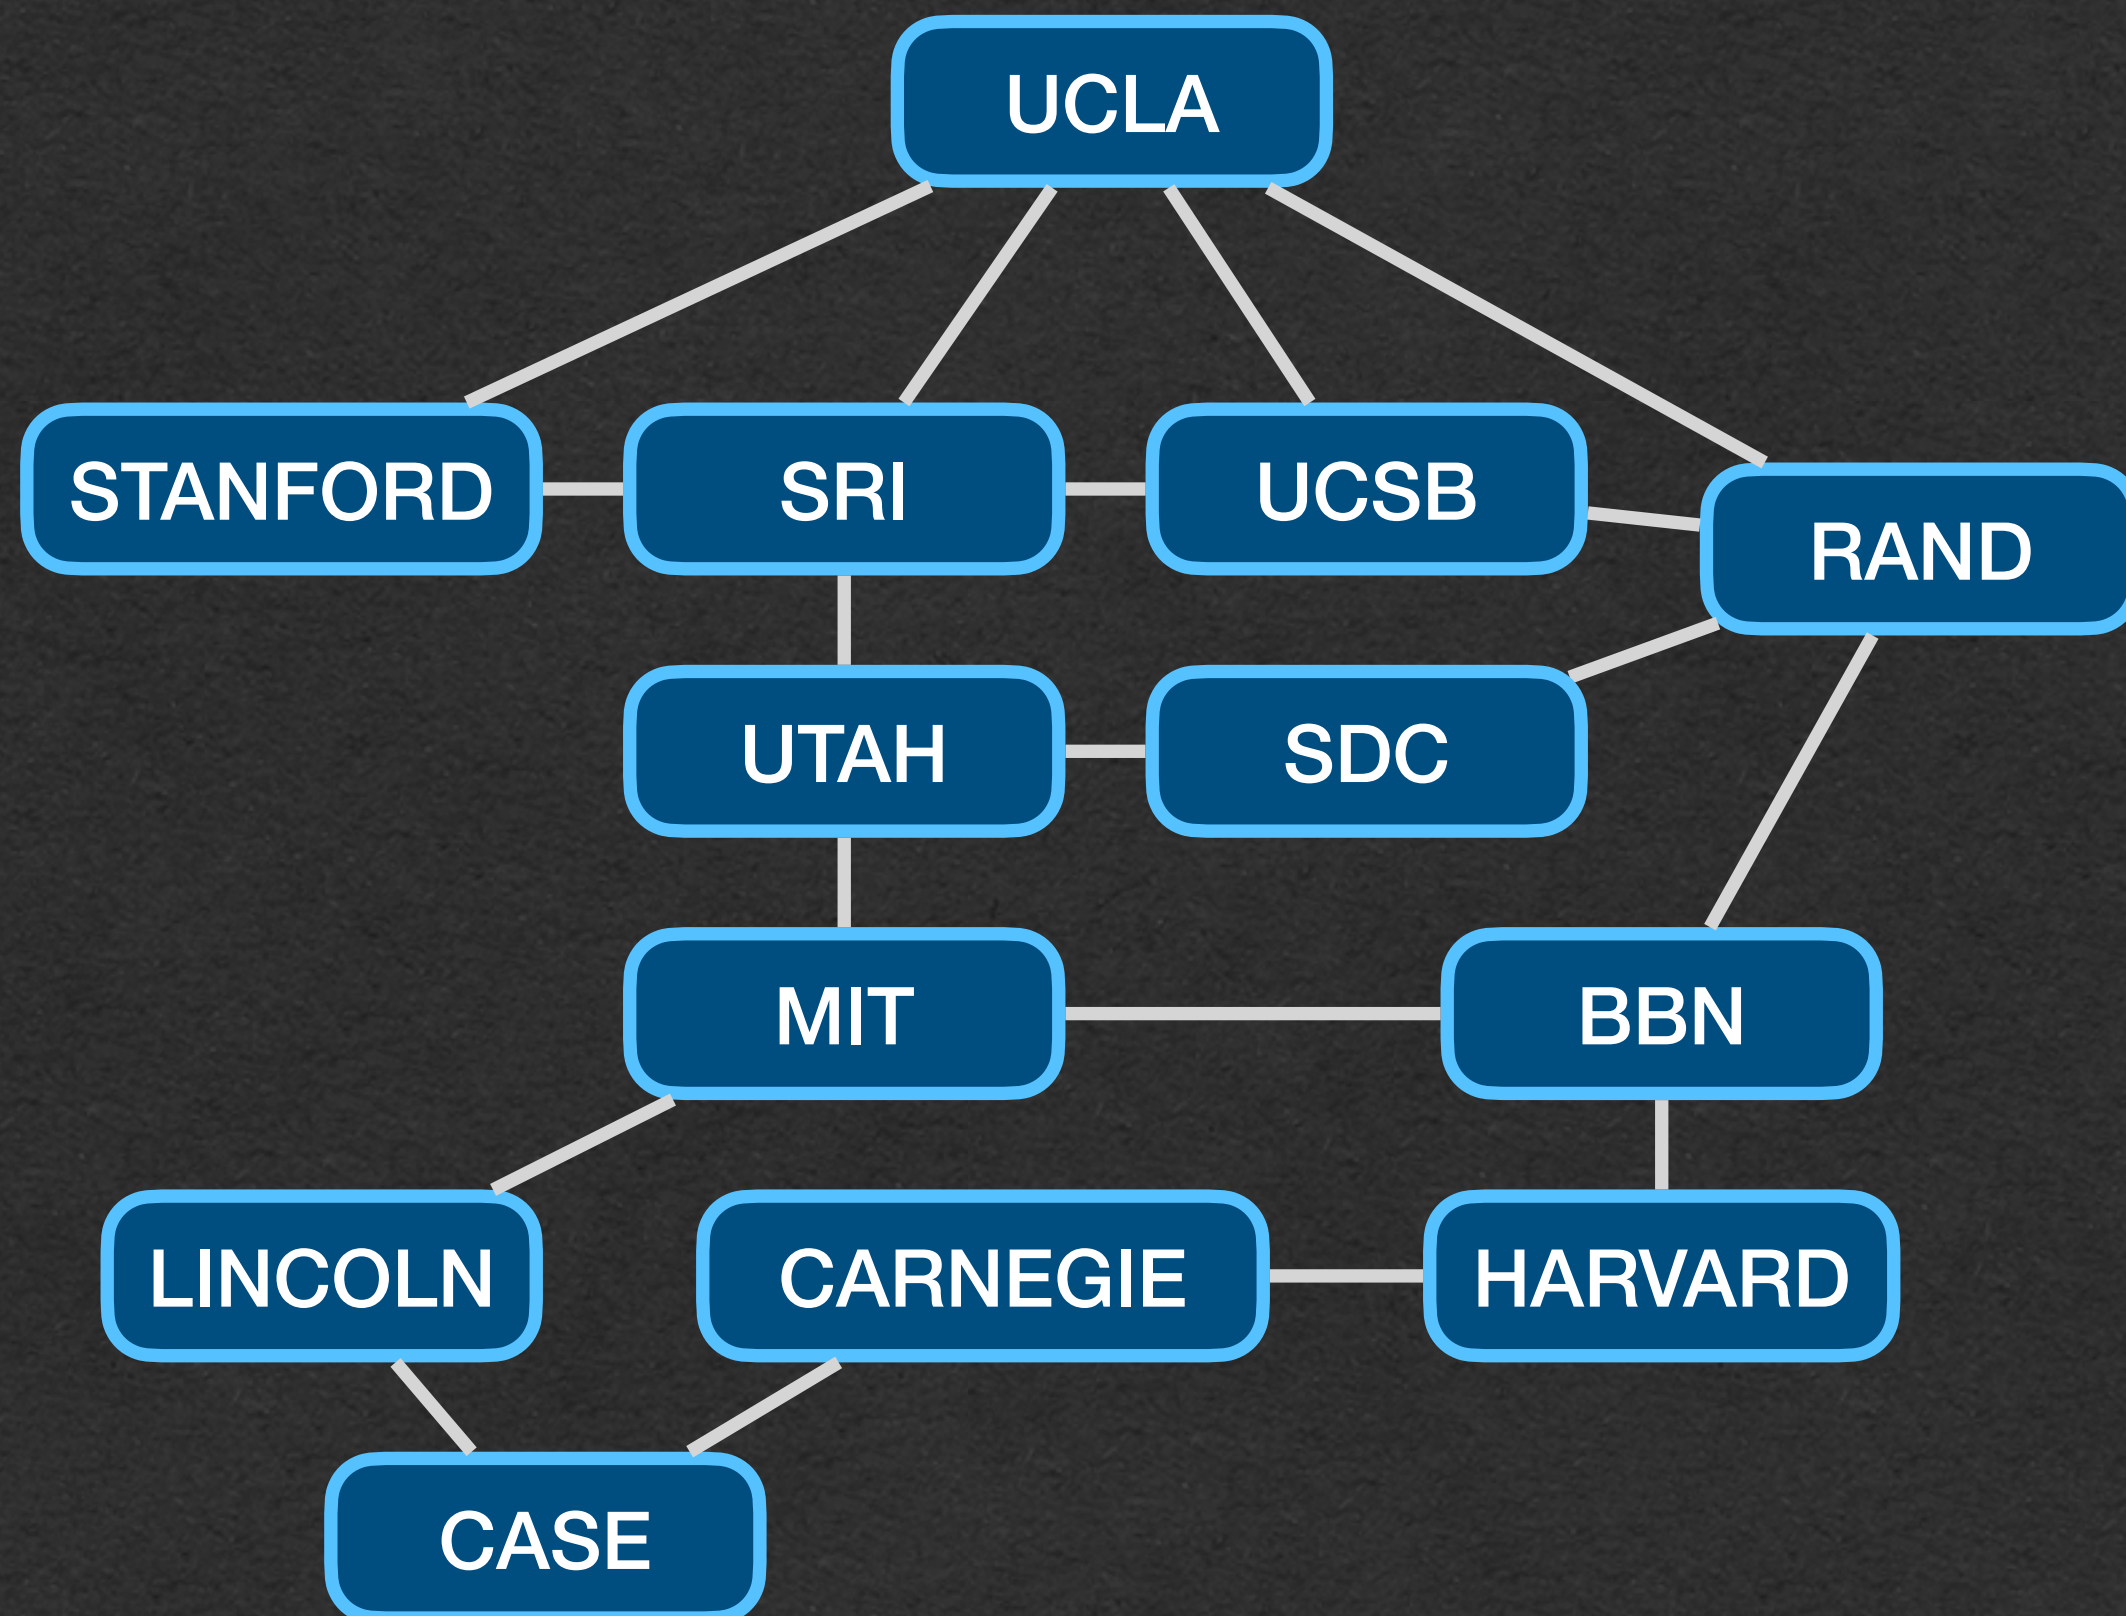 UCLA
STANFORD
SRI
UCSB
RAND
UTAH
SDC
MIT
BBN
LINCOLN
CARNEGIE
HARVARD
CASE